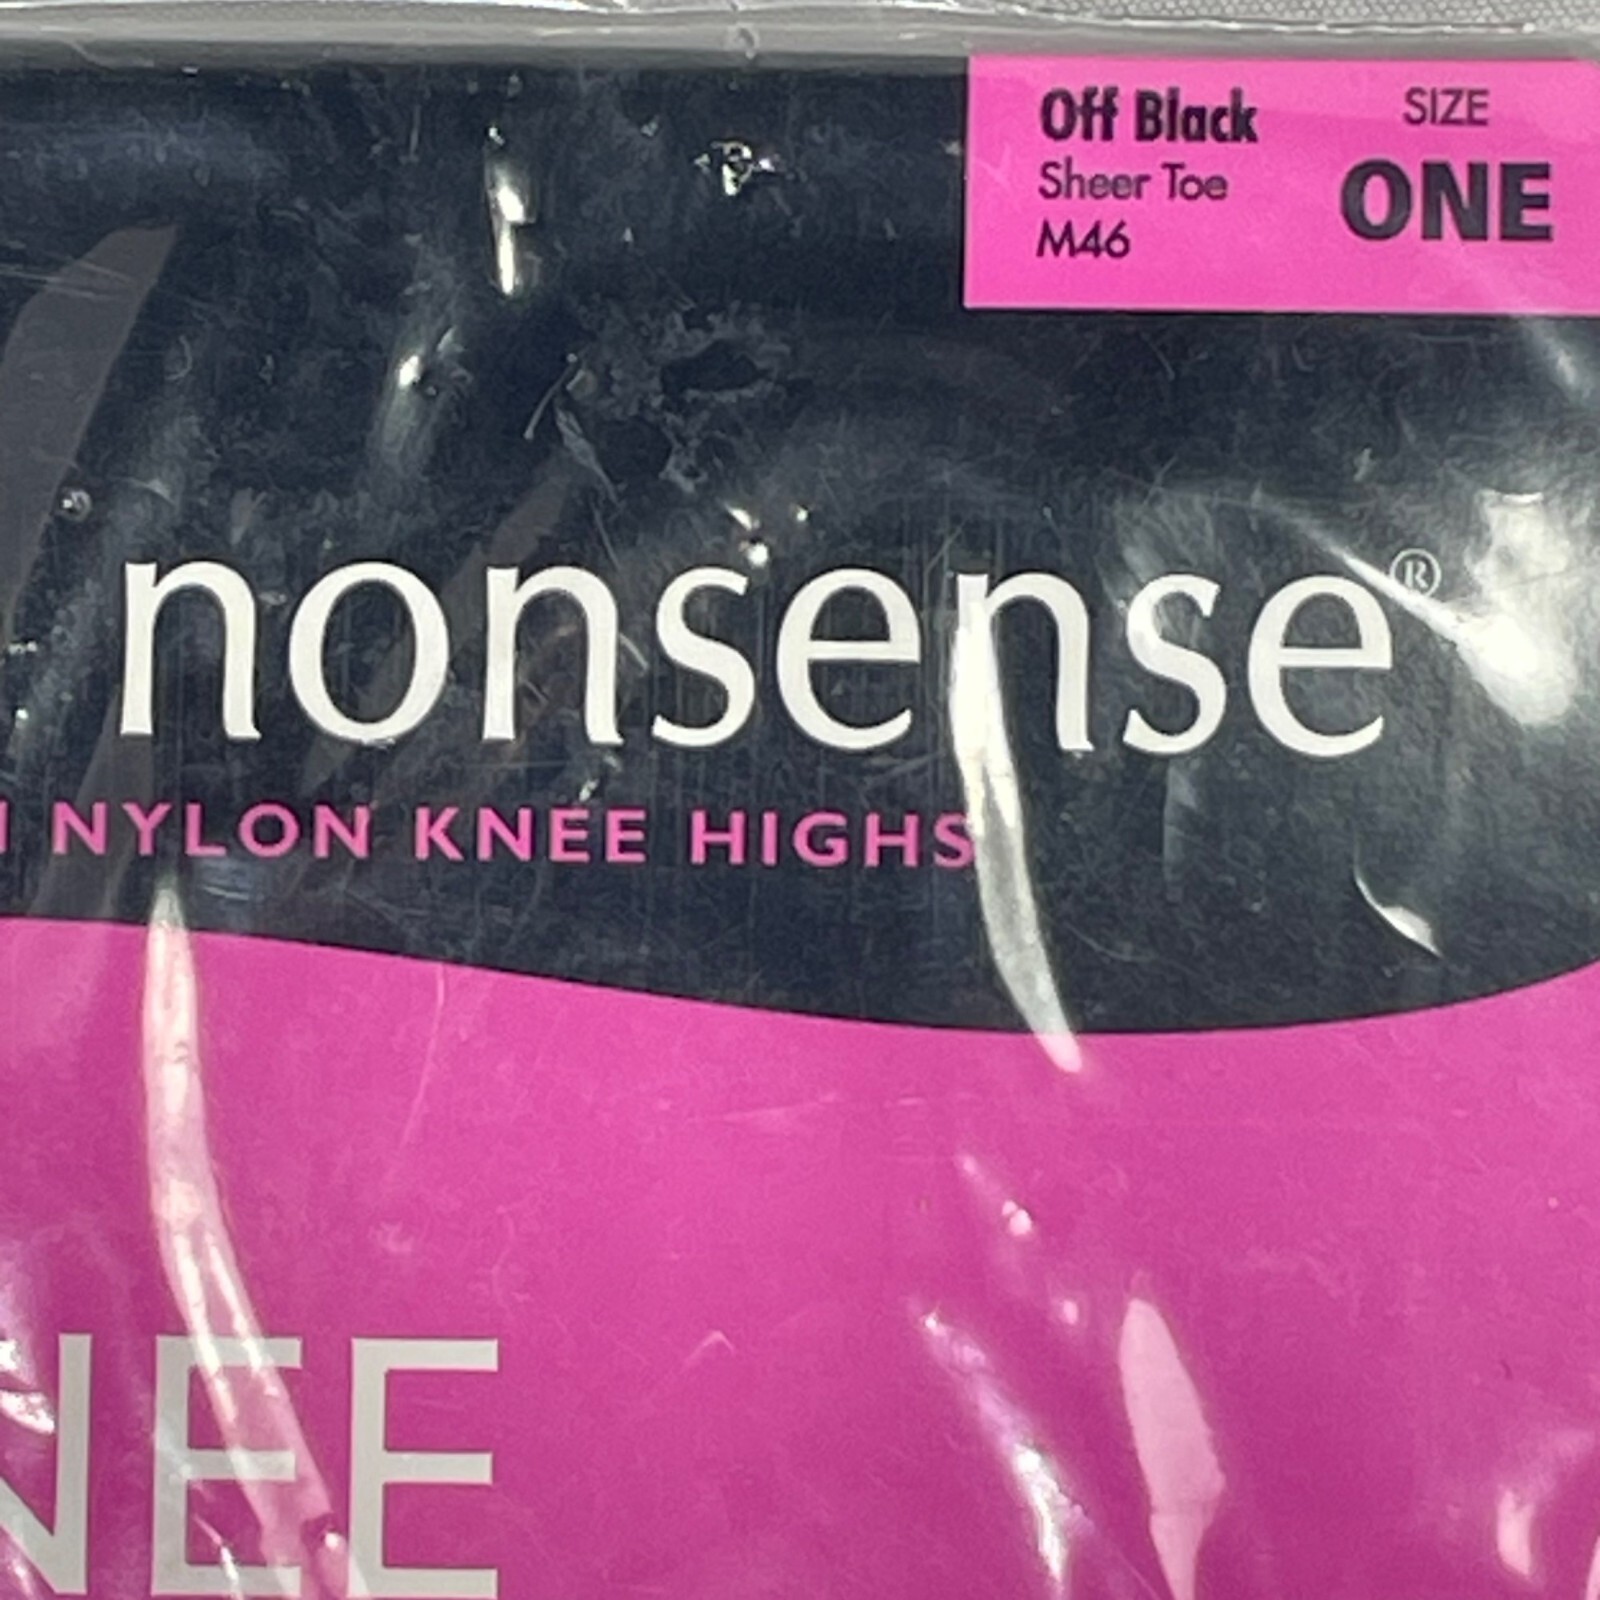 Off Black
Sheer Toe
M46
SIZE
ONE
nonsense®
NYLON KNEE HIGHS
NEE